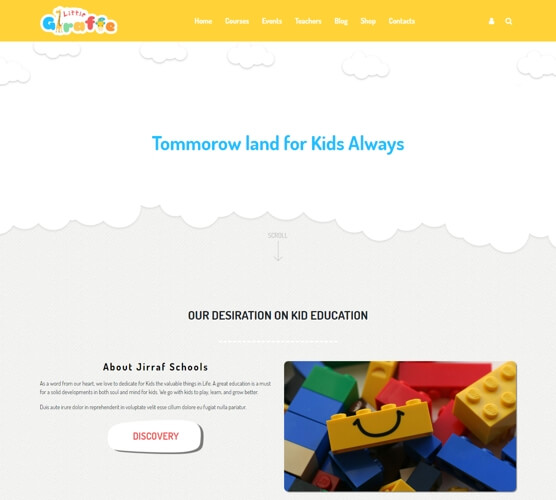 Little
Giraffe
Home Courses Events Teachers Blog Shop Contacts
Tommorow land for Kids Always
SCROLL
OUR DESIRATION ON KID EDUCATION
About Jirraf Schools
As a word from our heart, we love to dedicate for Kids the valuable things in Life. A great education is a must
for a solid developments in both soul and mind for kids. We go with kids to play, learn, and grow better.
Duis aute irure dolor in reprehenderit in voluptate velit esse cillum dolore eu fugiat nulla pariatur.
DISCOVERY